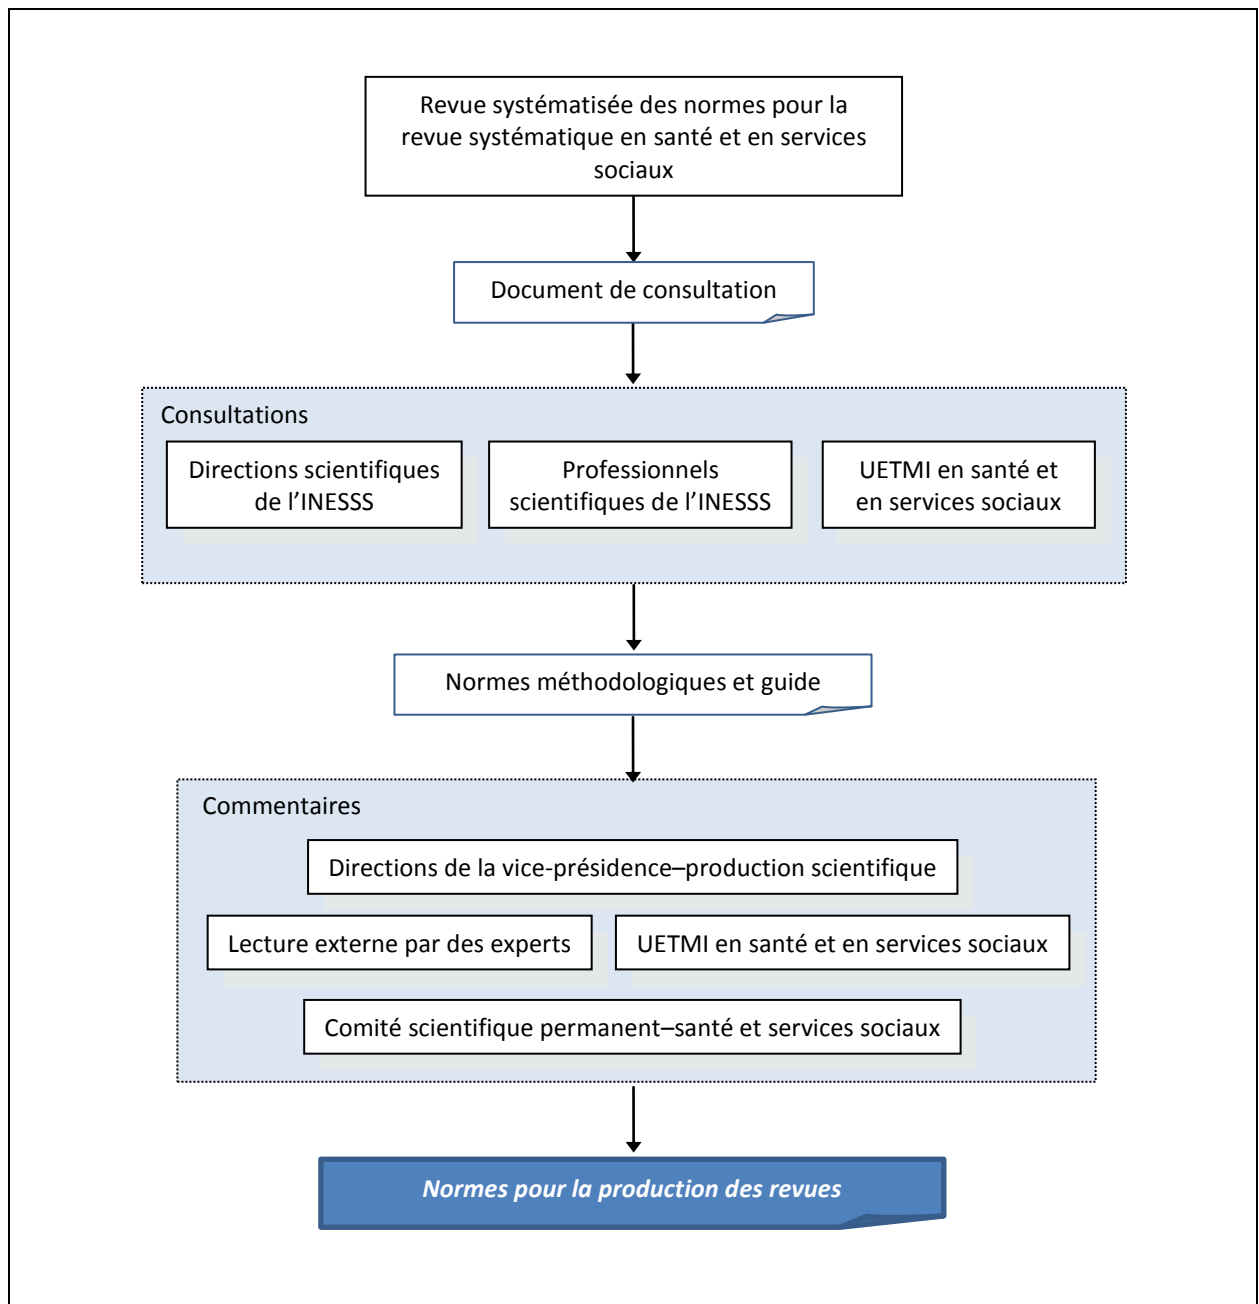 Revue systématisée des normes pour la
revue systématique en santé et en services
sociaux
Document de consultation
Consultations
Directions scientifiques
de l’INESSS
Professionnels
scientifiques de l’INESSS
UETMI en santé et
en services sociaux
Normes méthodologiques et guide
Commentaires
Directions de la vice-présidence–production scientifique
Lecture externe par des experts
UETMI en santé et en services sociaux
Comité scientifique permanent–santé et services sociaux
Normes pour la production des revues